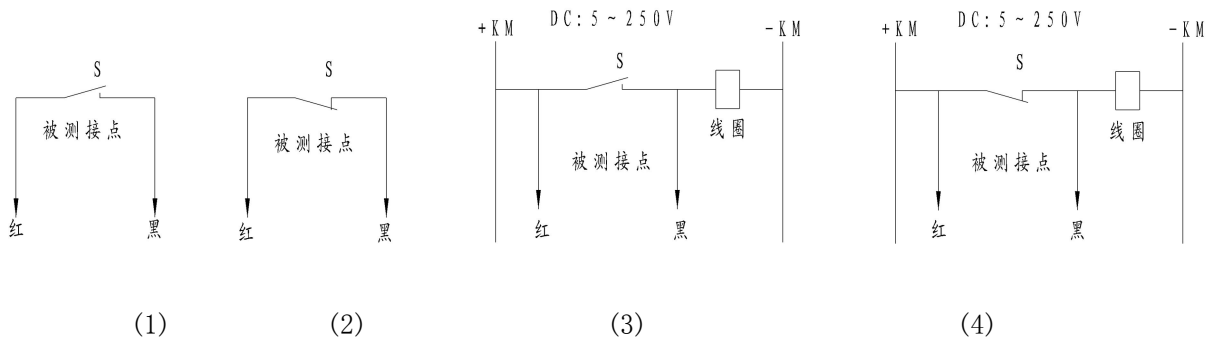 S
被测接点
红 黑
(1)
S
被测接点
红 黑
(2)
DC:5~250V
+KM -KM
S
线圈
被测接点
红 黑
(3)
DC:5~250V
+KM -KM
S
线圈
被测接点
红 黑
(4)